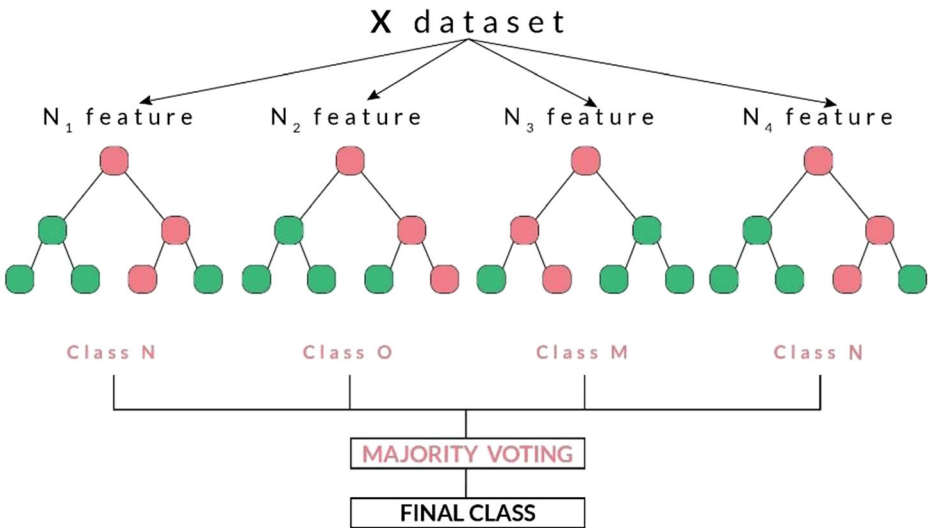 X dataset
N₁ feature N₂ feature N₃ feature N₄ feature
Class N Class O Class M Class N
MAJORITY VOTING
FINAL CLASS